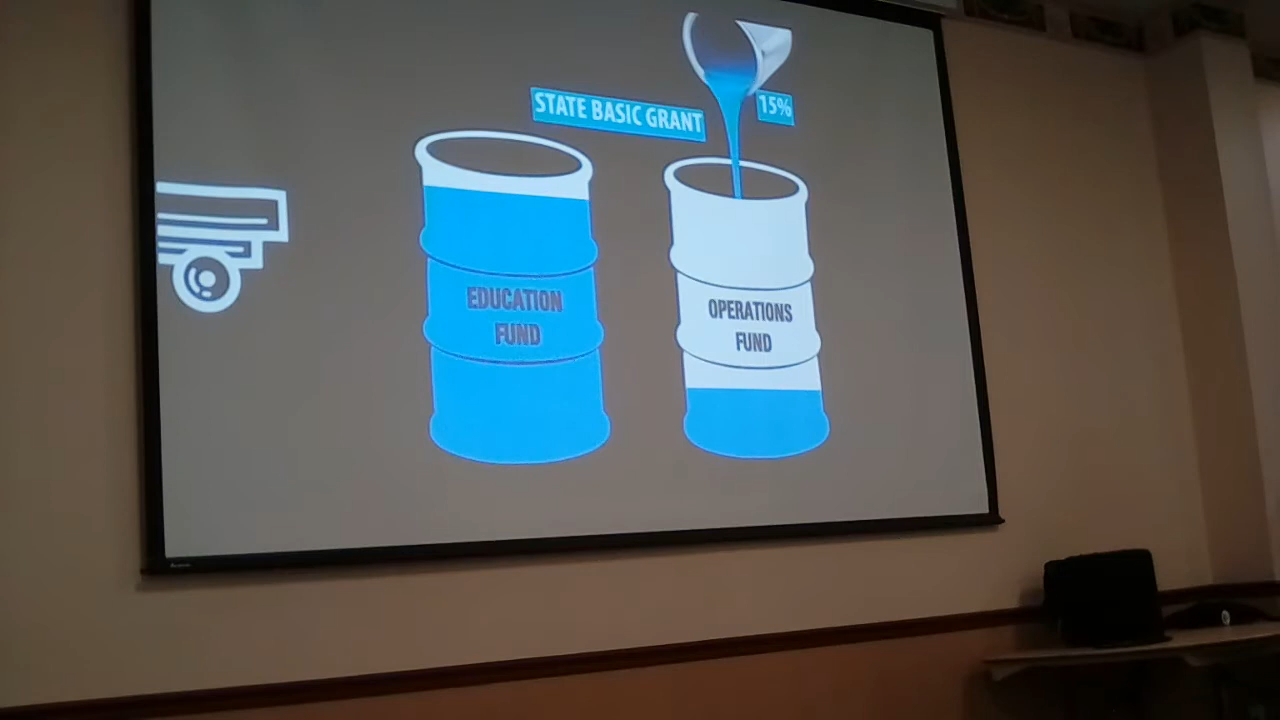 STATE BASIC GRANT
15%
EDUCATION
FUND
OPERATIONS
FUND